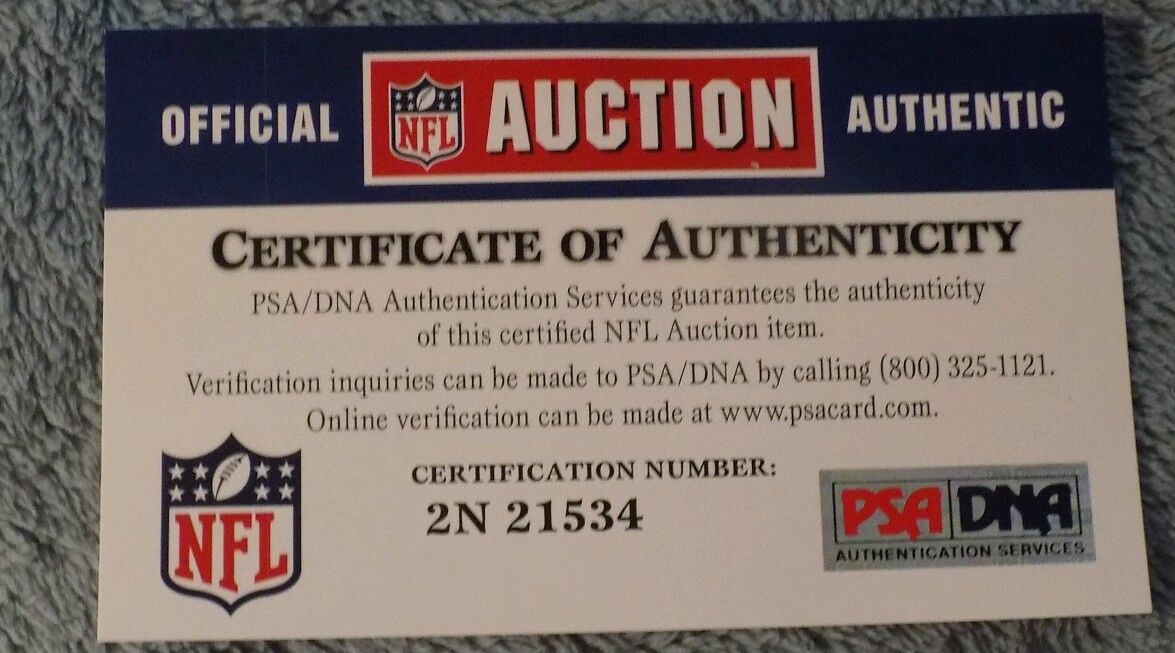 OFFICIAL NFL AUCTION AUTHENTIC
CERTIFICATE OF AUTHENTICITY
PSA/DNA Authentication Services guarantees the authenticity
of this certified NFL Auction item.
Verification inquiries can be made to PSA/DNA by calling (800) 325-1121.
Online verification can be made at www.psacard.com.
NFL
CERTIFICATION NUMBER:
2N 21534
PSA DNA
AUTHENTICATION SERVICES